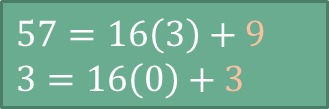 57 = 16(3) + 9
3 = 16(0) + 3